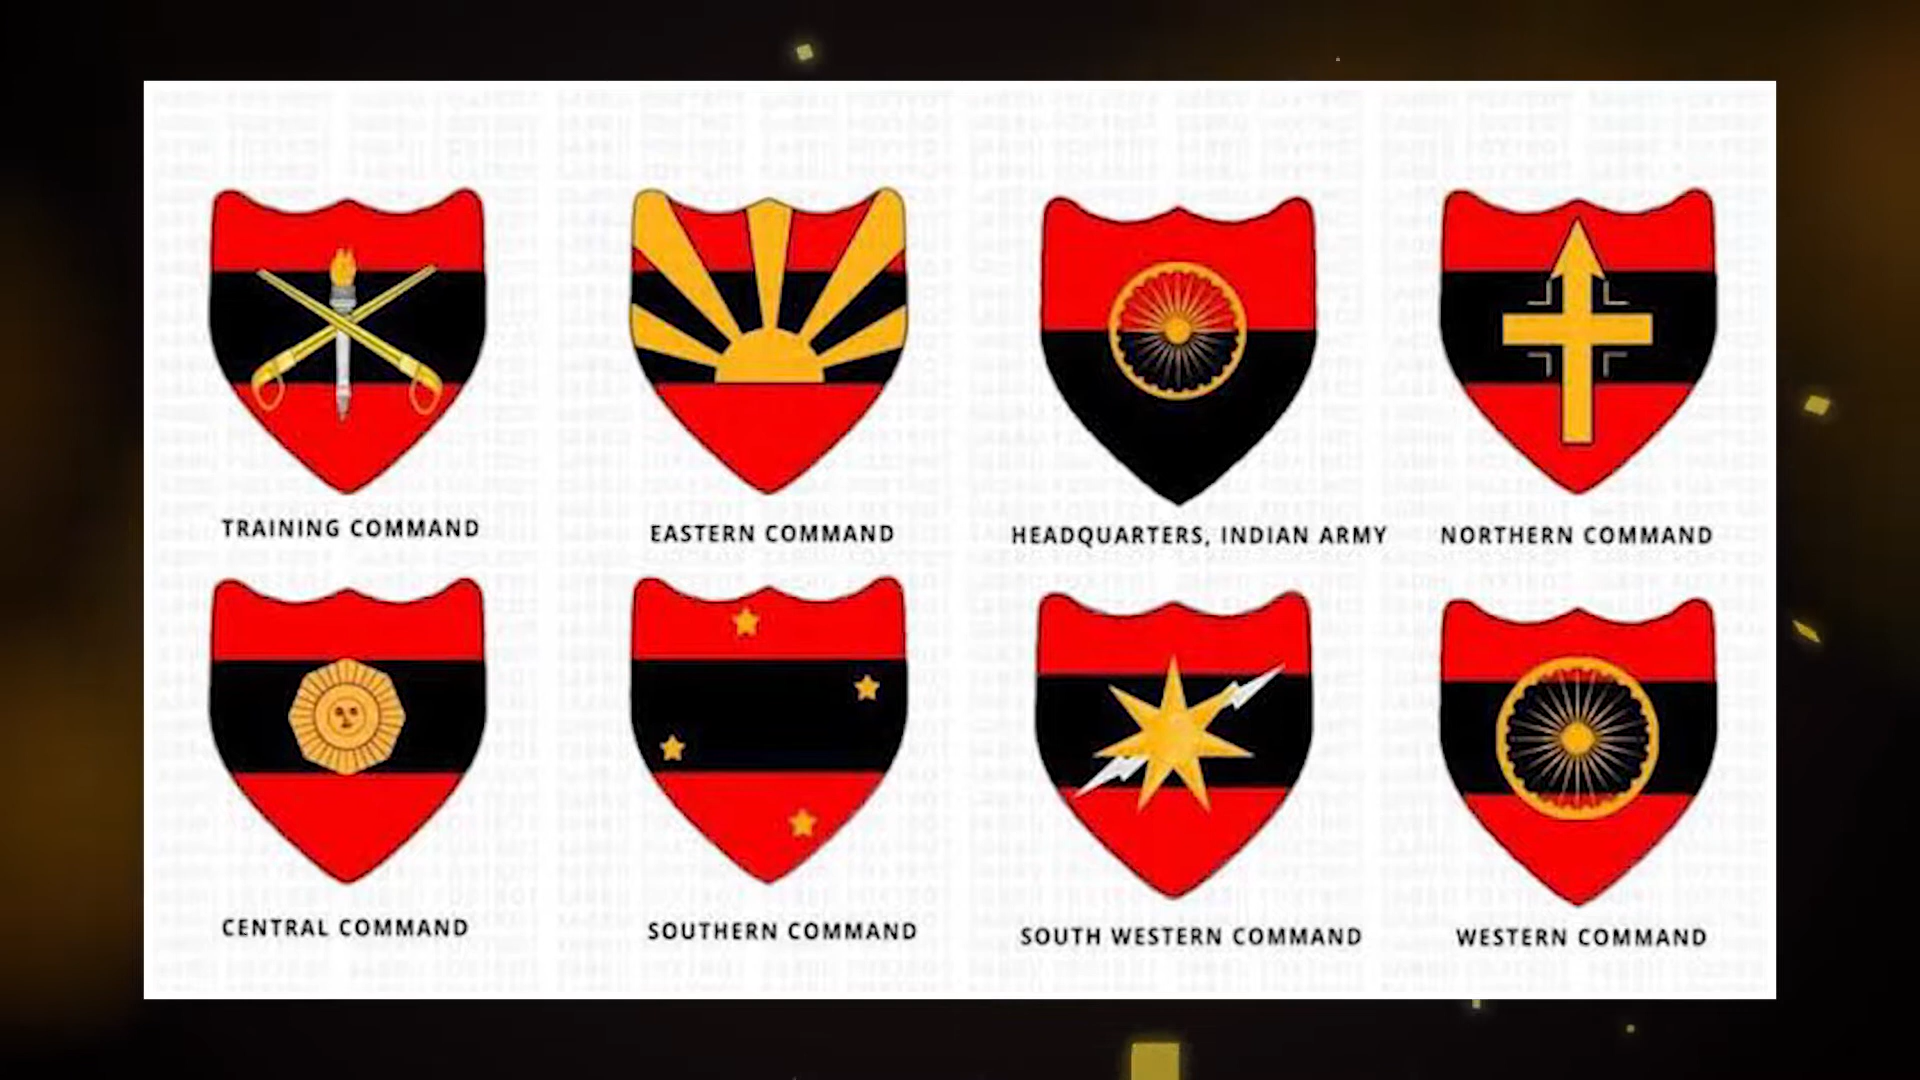 TRAINING COMMAND
EASTERN COMMAND
HEADQUARTERS, INDIAN ARMY
NORTHERN COMMAND
CENTRAL COMMAND
SOUTHERN COMMAND
SOUTH WESTERN COMMAND
WESTERN COMMAND